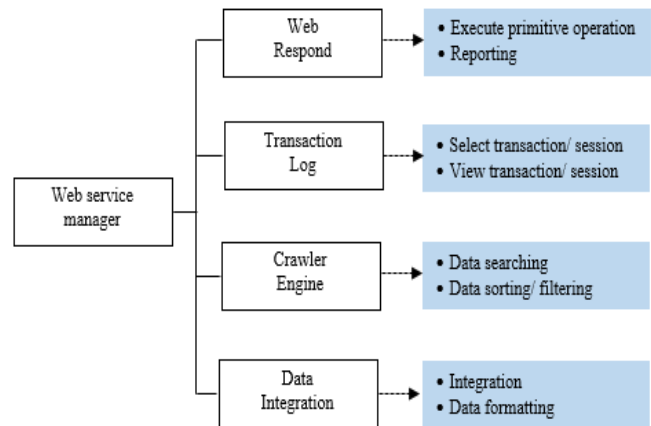 Web
Respond
• Execute primitive operation
• Reporting
Transaction
Log
• Select transaction/ session
• View transaction/ session
Web service
manager
Crawler
Engine
• Data searching
• Data sorting/ filtering
Data
Integration
• Integration
• Data formatting